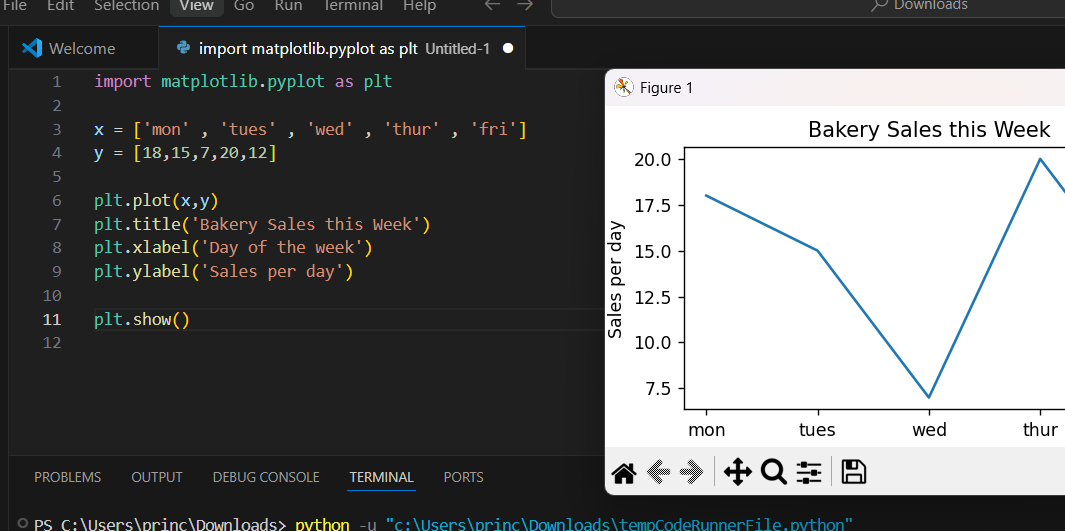 File Edit Selection View Go Run Terminal Help Downloads
Welcome import matplotlib.pyplot as plt Untitled-1
1 import matplotlib.pyplot as plt
2
3 x = ['mon' , 'tues' , 'wed' , 'thur' , 'fri']
4 y = [18,15,7,20,12]
5
6 plt.plot(x,y)
7 plt.title('Bakery Sales this Week')
8 plt.xlabel('Day of the week')
9 plt.ylabel('Sales per day')
10
11 plt.show()
12
Figure 1
Bakery Sales this Week
Sales per day
20.0
17.5
15.0
12.5
10.0
7.5
mon tues wed thur
PROBLEMS OUTPUT DEBUG CONSOLE TERMINAL PORTS
PS C:\Users\princ\Downloads> python -u "c:\Users\princ\Downloads\tempCodeRunnerFile.python"